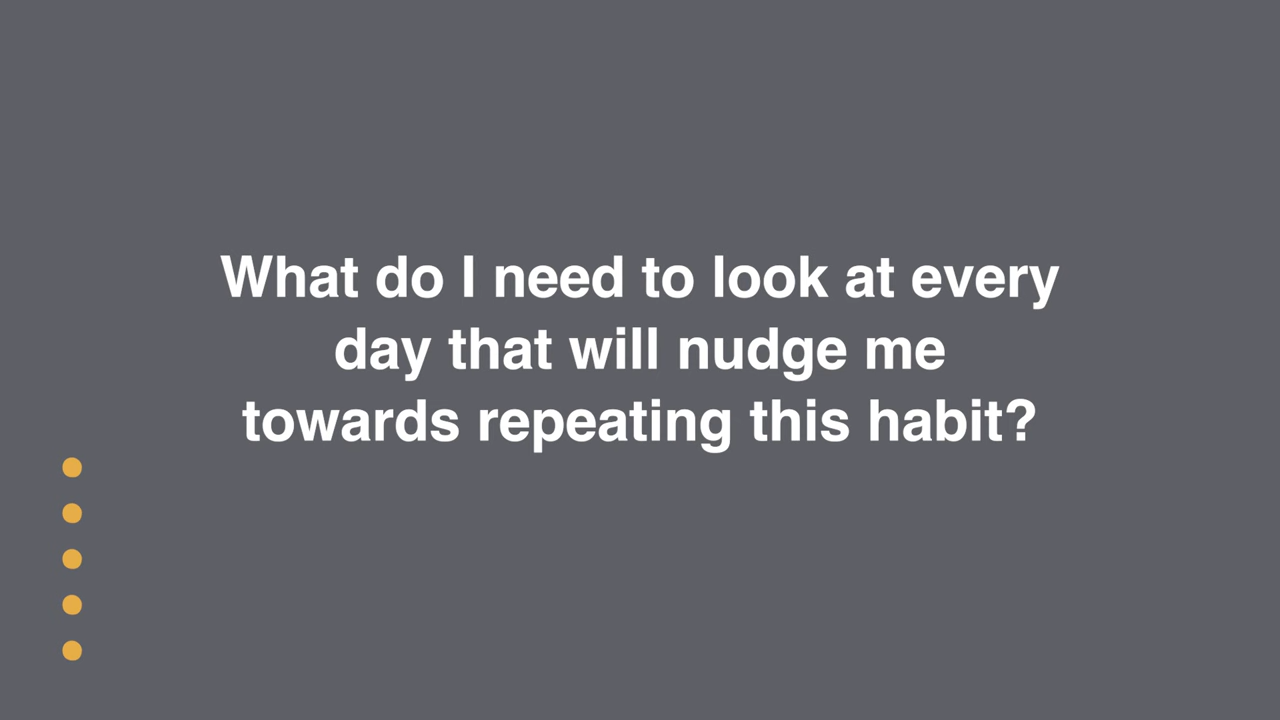 What do I need to look at every
day that will nudge me
towards repeating this habit?